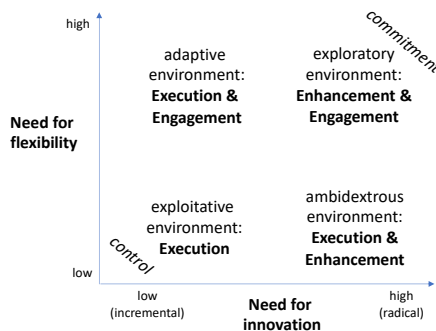 high
commitment
adaptive
environment:
Execution &
Engagement
exploratory
environment:
Enhancement &
Engagement
Need for
flexibility
exploitative
environment:
Execution
ambidextrous
environment:
Execution &
Enhancement
control
low
low
(incremental)
Need for
innovation
high
(radical)